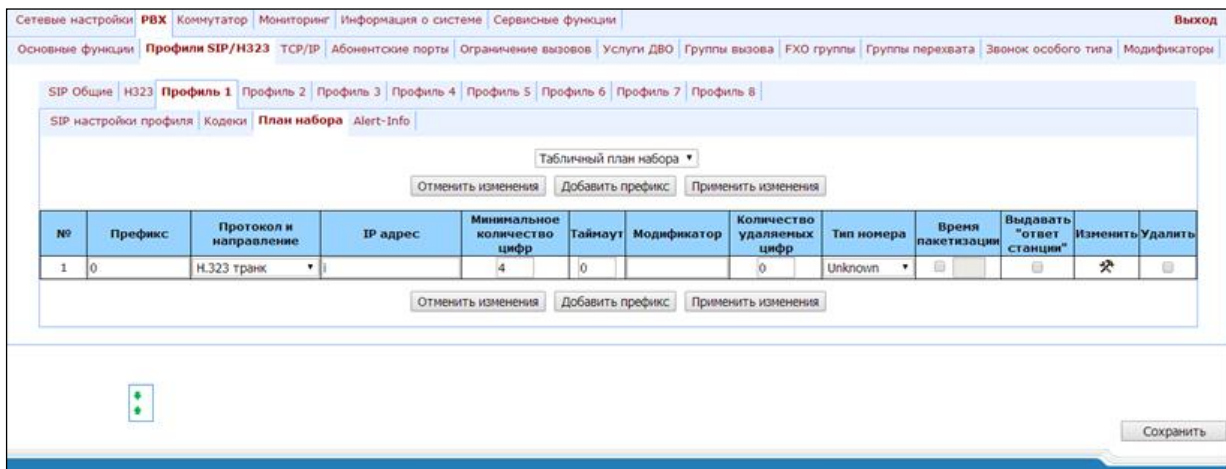 Сетевые настройки PBX Коммутатор Мониторинг Информация о системе Сервисные функции Выход
Основные функции Профили SIP/H323 TCP/IP Абонентские порты Ограничение вызовов Услуги ДВО Группы вызова FXO группы Группы перехвата Звонок особого типа Модификаторы
SIP Общие H323 Профиль 1 Профиль 2 Профиль 3 Профиль 4 Профиль 5 Профиль 6 Профиль 7 Профиль 8
SIP настройки профиля Кодеки План набора Alert-Info
Табличный план набора
Отменить изменения Добавить префикс Применить изменения
№ Префикс Протокол и направление IP адрес Минимальное количество цифр Таймаут Модификатор Количество удаляемых цифр Тип номера Время пакетизации Выдавать "ответ станции" Изменить Удалить
1 0 H.323 транк i 4 0 0 Unknown
Отменить изменения Добавить префикс Применить изменения
Сохранить